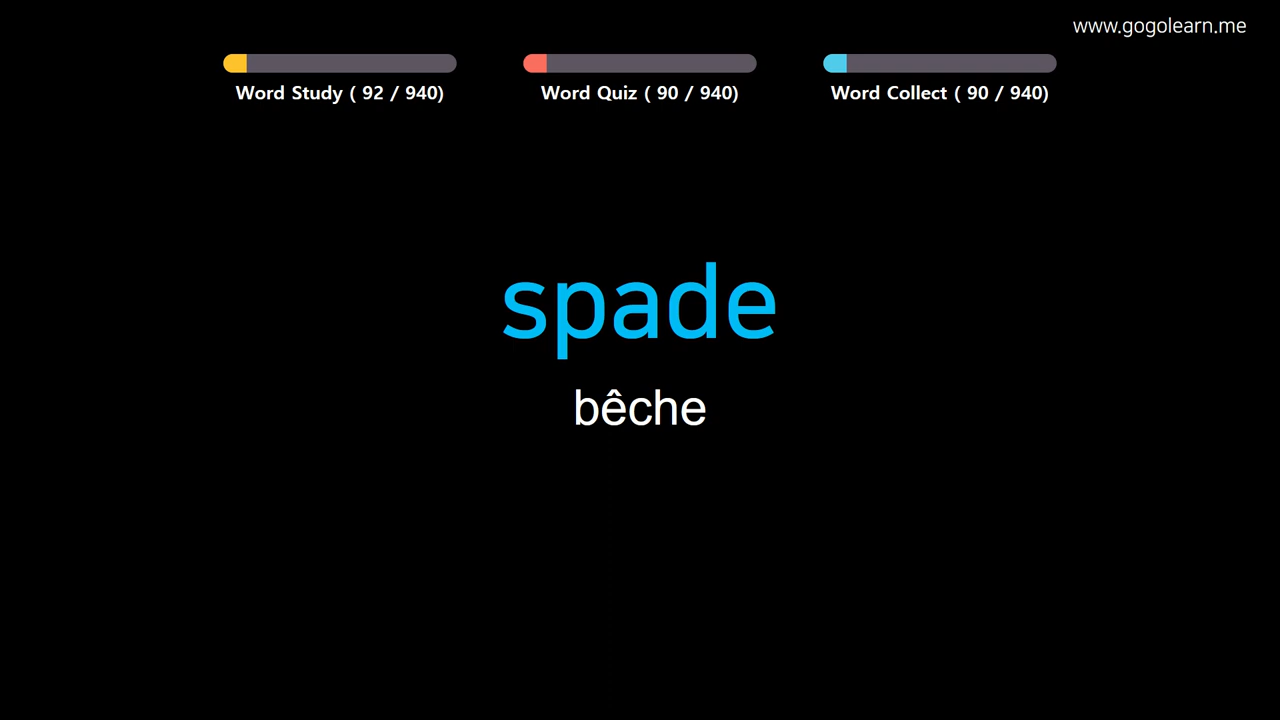 www.gogolearn.me
Word Study ( 92 / 940)
Word Quiz ( 90 / 940)
Word Collect ( 90 / 940)
spade
bêche